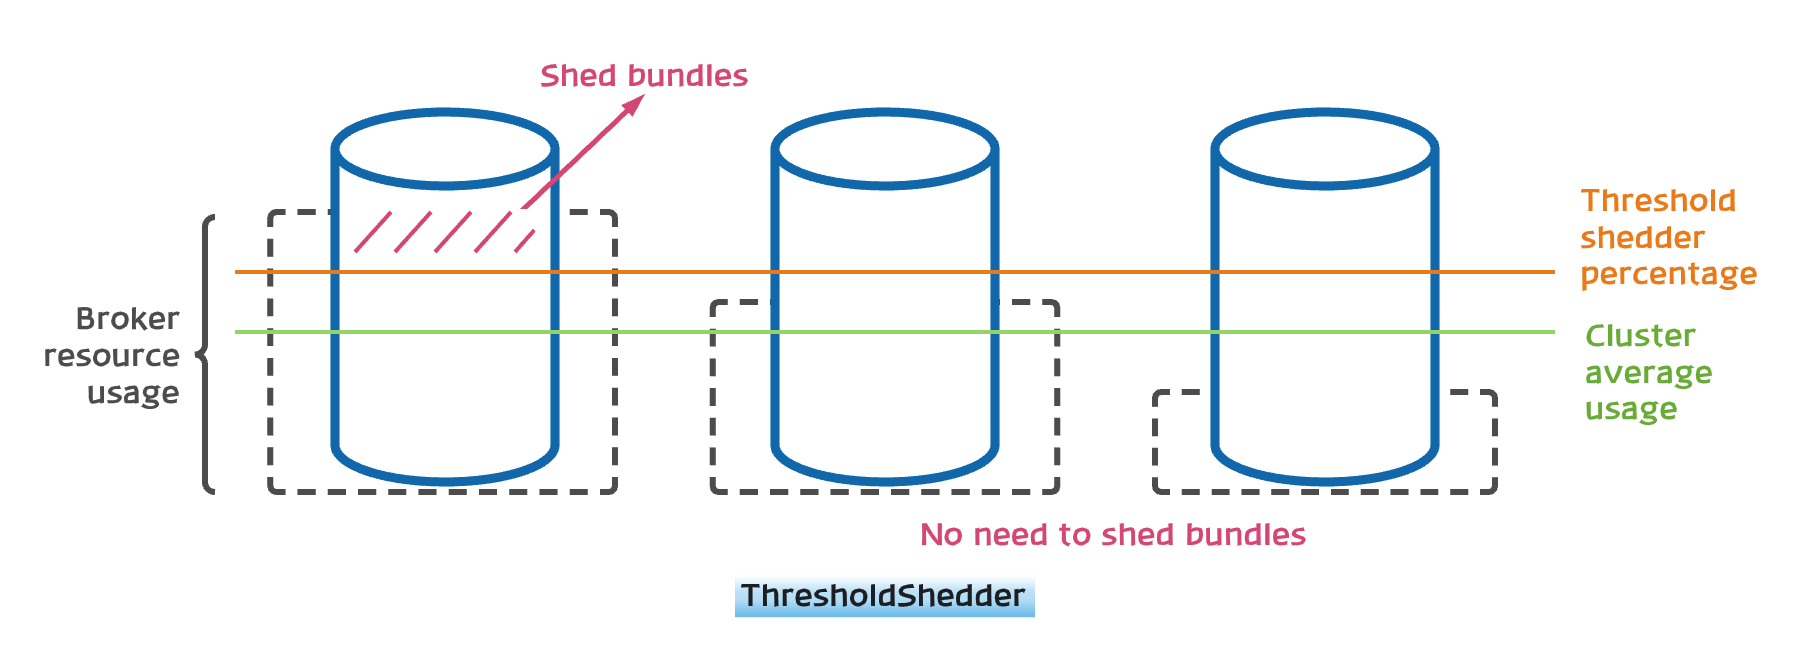 Shed bundles
Threshold
shedder
percentage
Broker
resource
usage
Cluster
average
usage
No need to shed bundles
ThresholdShedder